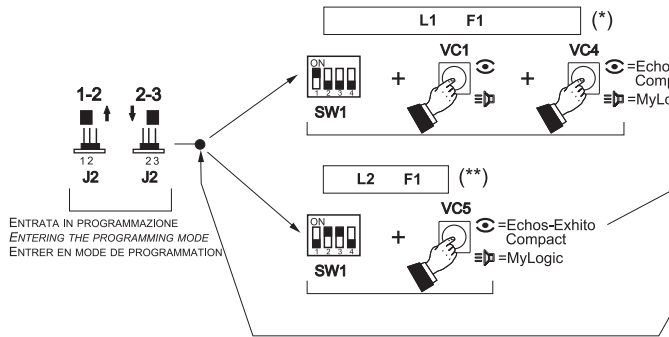 L1 F1 (*)
VC1 VC4
ON
1 2 3 4
SW1
+
+
=Echo
Comp
=MyLo
1-2 2-3
1 2 2 3
J2 J2
ENTRATA IN PROGRAMMAZIONE
ENTERING THE PROGRAMMING MODE
ENTRER EN MODE DE PROGRAMMATION
L2 F1 (**)
VC5
ON
1 2 3 4
SW1
+
=Echos-Exhito
Compact
=MyLogic